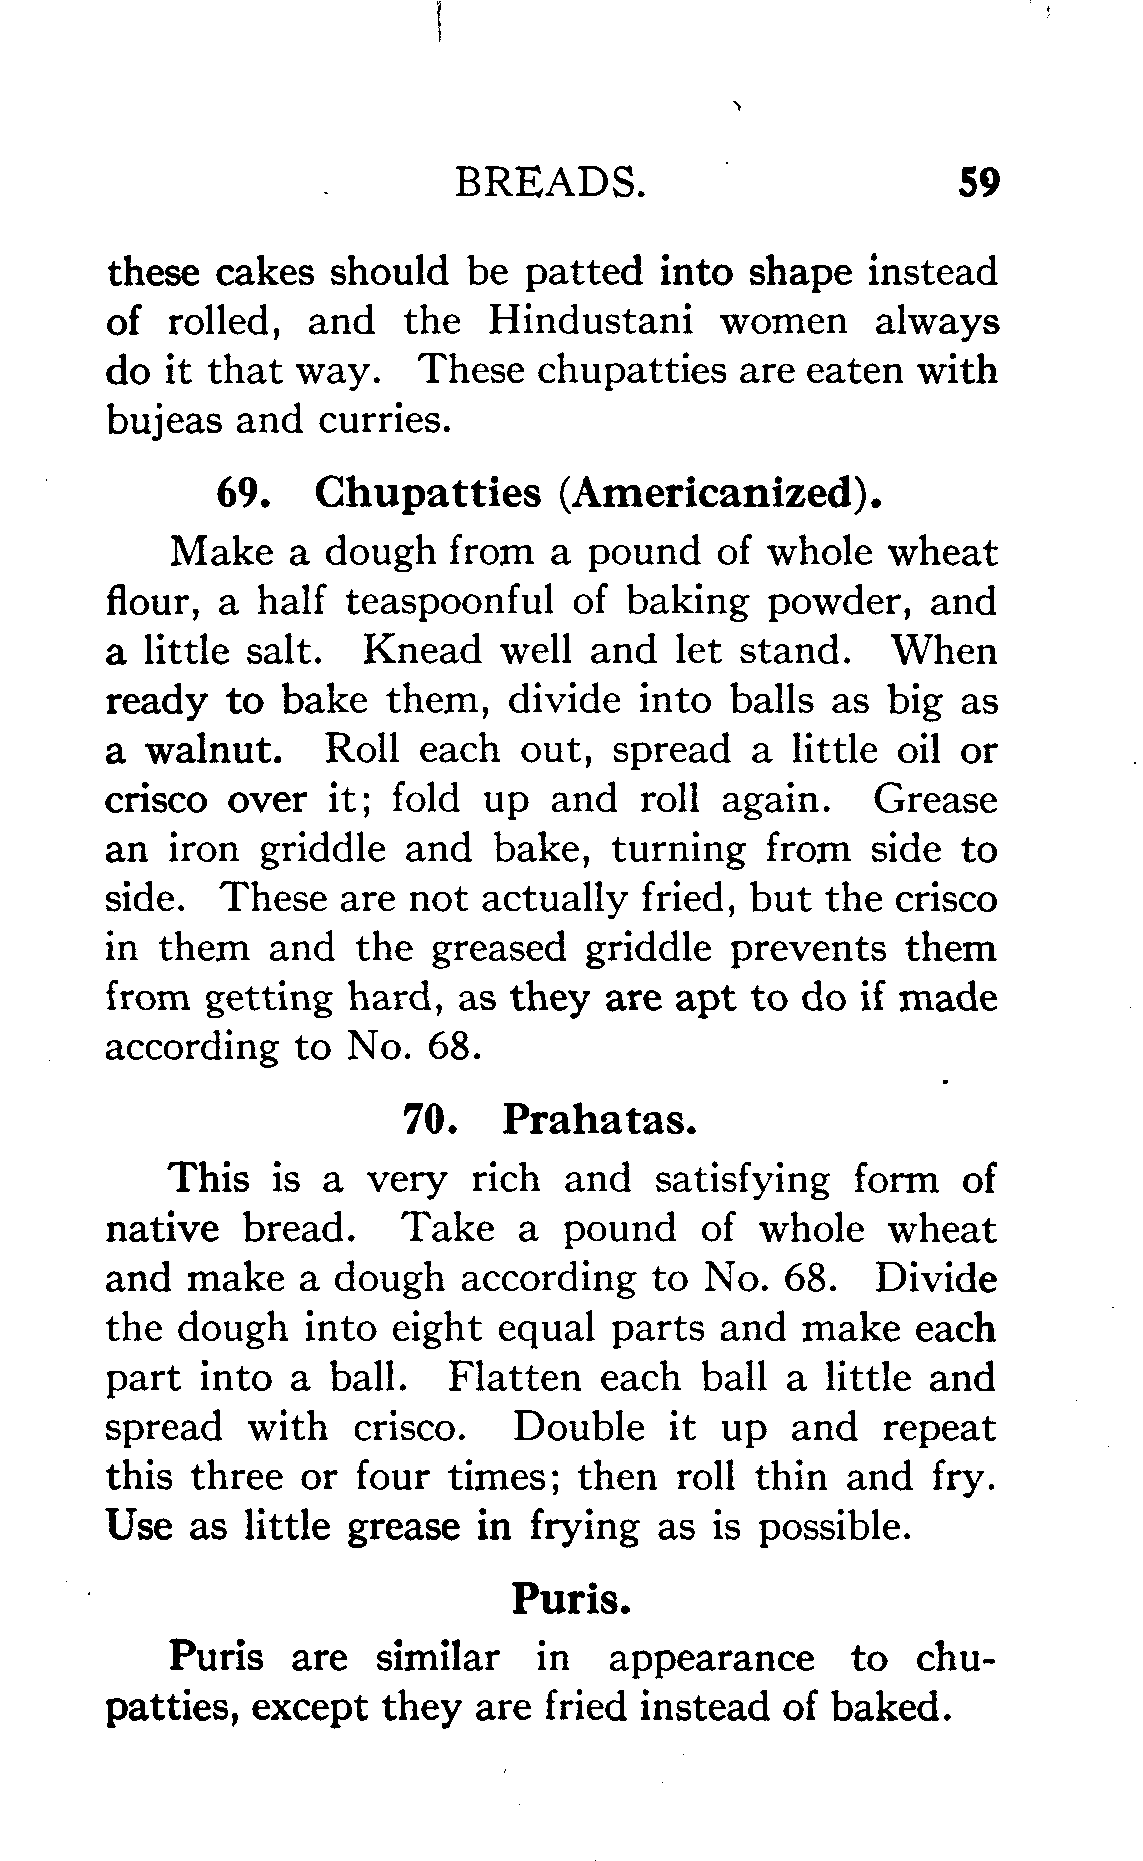 BREADS. 59
these cakes should be patted into shape instead
of rolled, and the Hindustani women always
do it that way. These chupatties are eaten with
bujeas and curries.
69. Chupatties (Americanized).
Make a dough from a pound of whole wheat
flour, a half teaspoonful of baking powder, and
a little salt. Knead well and let stand. When
ready to bake them, divide into balls as big as
a walnut. Roll each out, spread a little oil or
crisco over it; fold up and roll again. Grease
an iron griddle and bake, turning from side to
side. These are not actually fried, but the crisco
in them and the greased griddle prevents them
from getting hard, as they are apt to do if made
according to No. 68.
70. Prahatas.
This is a very rich and satisfying form of
native bread. Take a pound of whole wheat
and make a dough according to No. 68. Divide
the dough into eight equal parts and make each
part into a ball. Flatten each ball a little and
spread with crisco. Double it up and repeat
this three or four times; then roll thin and fry.
Use as little grease in frying as is possible.
Puris.
Puris are similar in appearance to chu-
patties, except they are fried instead of baked.